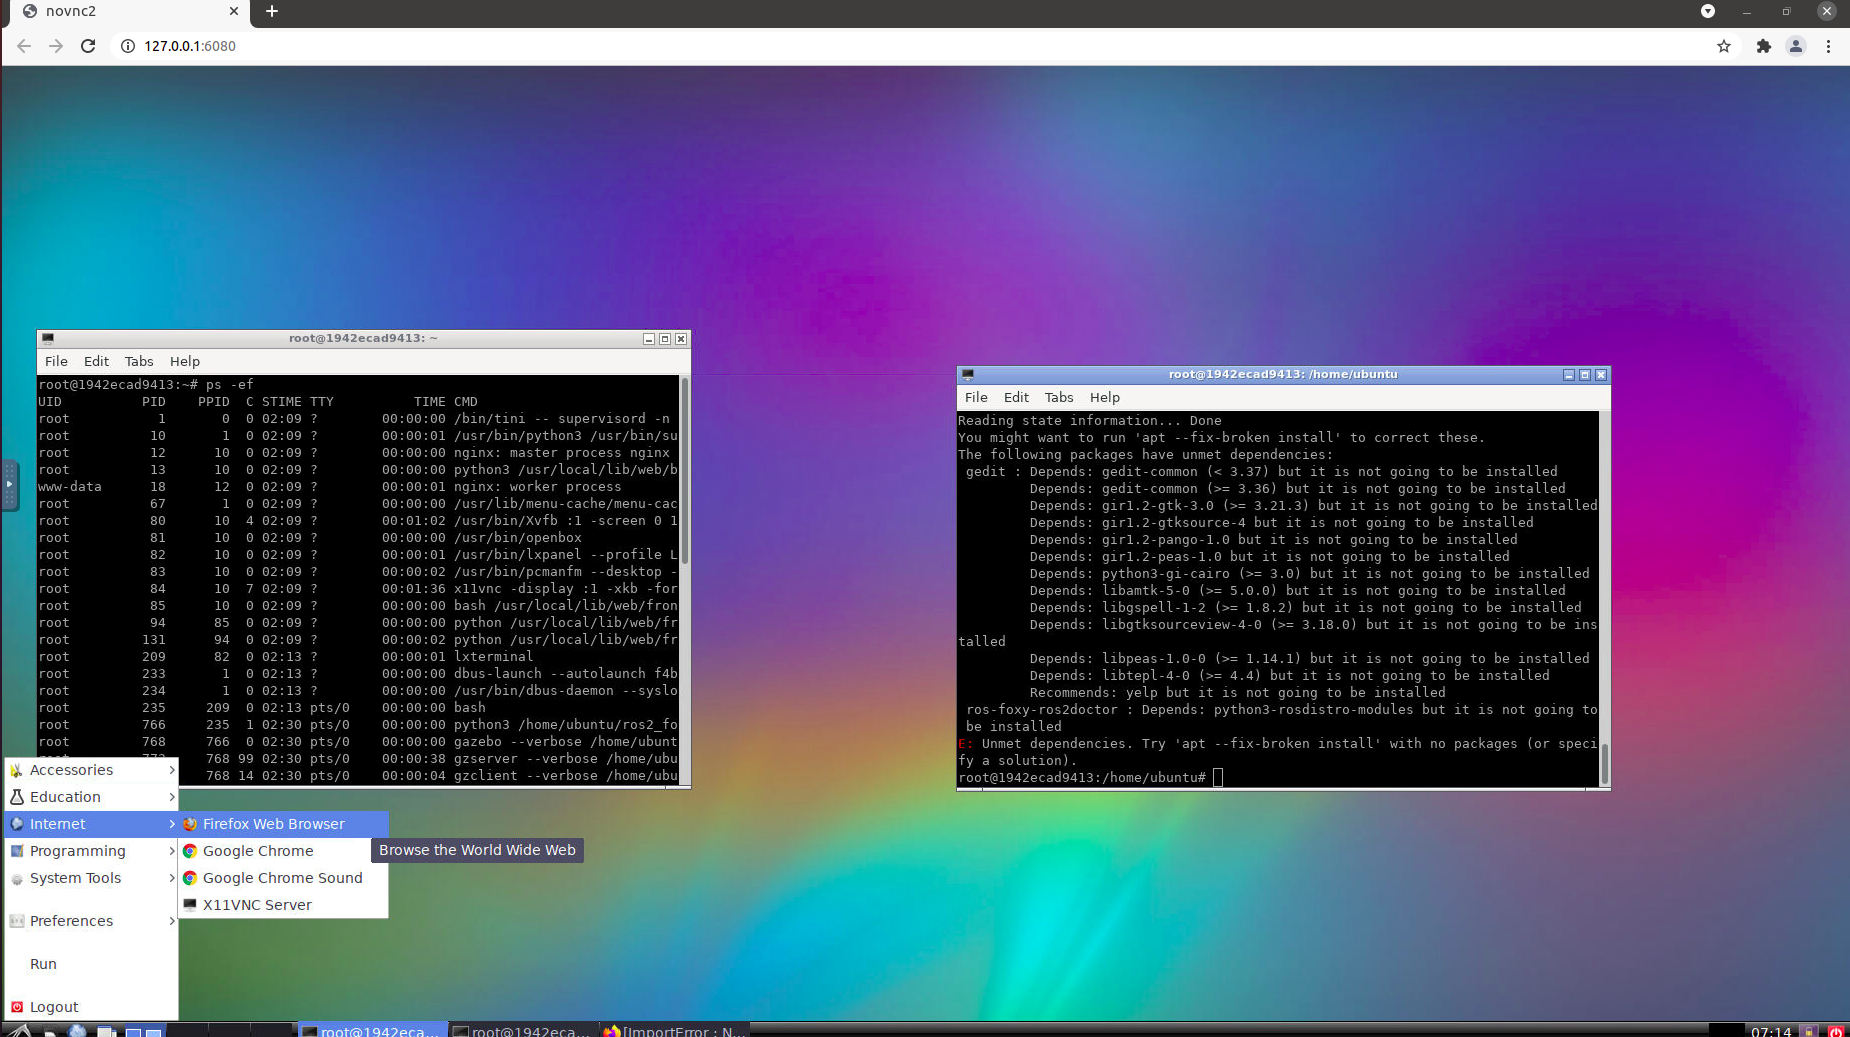 novnc2
127.0.0.1:6080
root@1942ecad9413: ~
File Edit Tabs Help
root@1942ecad9413:~# ps -ef
UID PID PPID C STIME TTY TIME CMD
root 1 0 0 02:09 ? 00:00:00 /bin/tini -- supervisord -n
root 10 1 0 02:09 ? 00:00:01 /usr/bin/python3 /usr/bin/su
root 12 10 0 02:09 ? 00:00:00 nginx: master process nginx
root 13 10 0 02:09 ? 00:00:00 python3 /usr/local/lib/web/b
www-data 18 12 0 02:09 ? 00:00:01 nginx: worker process
root 67 1 0 02:09 ? 00:00:00 /usr/lib/menu-cache/menu-cac
root 80 10 4 02:09 ? 00:01:02 /usr/bin/Xvfb :1 -screen 0 1
root 81 10 0 02:09 ? 00:00:00 /usr/bin/openbox
root 82 10 0 02:09 ? 00:00:01 /usr/bin/lxpanel --profile L
root 83 10 0 02:09 ? 00:00:02 /usr/bin/pcmanfm --desktop -
root 84 10 7 02:09 ? 00:01:36 x11vnc -display :1 -xkb -for
root 85 10 0 02:09 ? 00:00:00 bash /usr/local/lib/web/fron
root 94 85 0 02:09 ? 00:00:00 python /usr/local/lib/web/fr
root 131 94 0 02:09 ? 00:00:02 python /usr/local/lib/web/fr
root 209 82 0 02:13 ? 00:00:01 lxterminal
root 233 1 0 02:13 ? 00:00:00 dbus-launch --autolaunch f4b
root 234 1 0 02:13 ? 00:00:00 /usr/bin/dbus-daemon --syslo
root 235 209 0 02:13 pts/0 00:00:00 bash
root 766 235 1 02:30 pts/0 00:00:00 python3 /home/ubuntu/ros2_fo
root 768 766 0 02:30 pts/0 00:00:00 gazebo --verbose /home/ubunt
768 99 02:30 pts/0 00:00:38 gzserver --verbose /home/ubu
768 14 02:30 pts/0 00:00:04 gzclient --verbose /home/ubu
root@1942ecad9413: /home/ubuntu
File Edit Tabs Help
Reading state information... Done
You might want to run 'apt --fix-broken install' to correct these.
The following packages have unmet dependencies:
gedit : Depends: gedit-common (< 3.37) but it is not going to be installed
Depends: gedit-common (>= 3.36) but it is not going to be installed
Depends: gir1.2-gtk-3.0 (>= 3.21.3) but it is not going to be installed
Depends: gir1.2-gtksource-4 but it is not going to be installed
Depends: gir1.2-pango-1.0 but it is not going to be installed
Depends: gir1.2-peas-1.0 but it is not going to be installed
Depends: python3-gi-cairo (>= 3.0) but it is not going to be installed
Depends: libamtk-5-0 (>= 5.0.0) but it is not going to be installed
Depends: libgspell-1-2 (>= 1.8.2) but it is not going to be installed
Depends: libgtksourceview-4-0 (>= 3.18.0) but it is not going to be ins
talled
Depends: libpeas-1.0-0 (>= 1.14.1) but it is not going to be installed
Depends: libtepl-4-0 (>= 4.4) but it is not going to be installed
Recommends: yelp but it is not going to be installed
ros-foxy-ros2doctor : Depends: python3-rosdistro-modules but it is not going to
be installed
E: Unmet dependencies. Try 'apt --fix-broken install' with no packages (or speci
fy a solution).
root@1942ecad9413:/home/ubuntu#
Accessories
Education
Internet
Programming
System Tools
Preferences
Run
Logout
Firefox Web Browser
Google Chrome
Google Chrome Sound
X11VNC Server
Browse the World Wide Web
root@1942eca...
root@1942eca...
[ImportError : N...
07:14